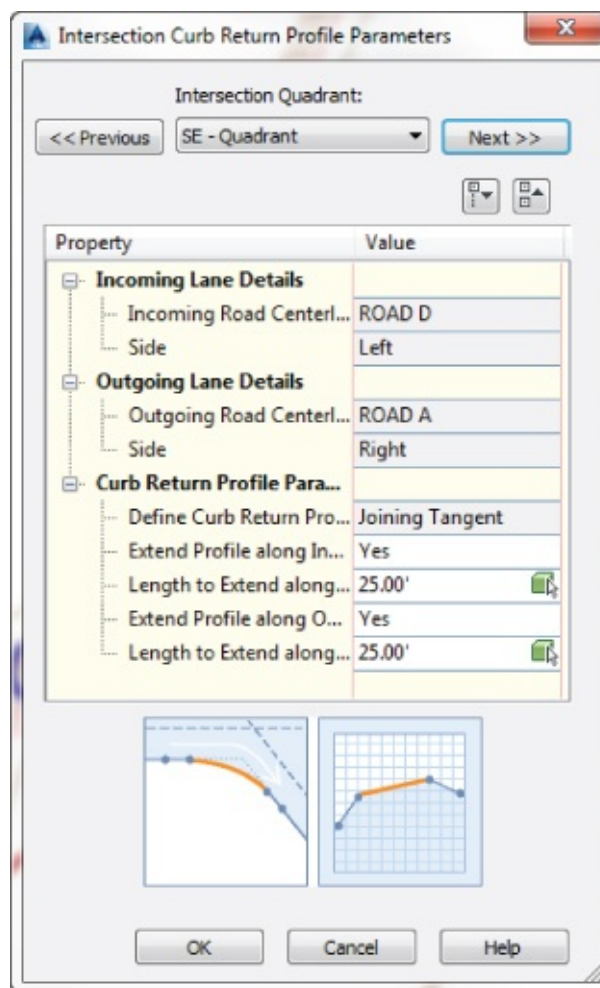 Intersection Curb Return Profile Parameters
Intersection Quadrant:
<< Previous SE - Quadrant Next >>
Property Value
Incoming Lane Details
Incoming Road Centerl... ROAD D
Side Left
Outgoing Lane Details
Outgoing Road Centerl... ROAD A
Side Right
Curb Return Profile Para...
Define Curb Return Pro... Joining Tangent
Extend Profile along In... Yes
Length to Extend along... 25.00'
Extend Profile along O... Yes
Length to Extend along... 25.00'
OK Cancel Help